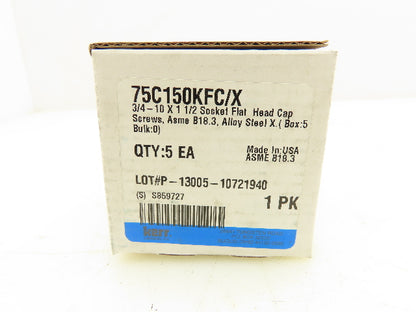 75C150KFC/X
3/4-10 X 1 1/2 Socket Flat Head Cap
Screws, Asme B18.3, Alloy Steel X.( Box:5
Bulk:0)
QTY:5 EA
Made In:USA
ASME B18.3
LOT#P-13005-10721940
(S) S859727
1 PK